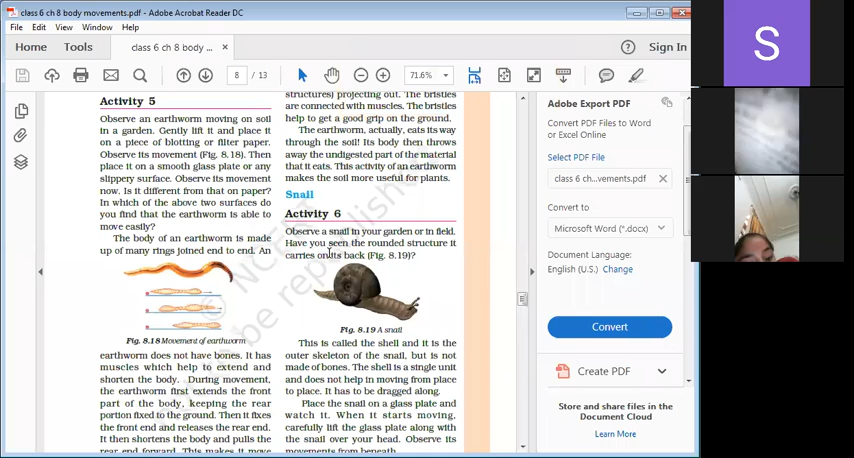 class 6 ch 8 body movements.pdf - Adobe Acrobat Reader DC
File Edit View Window Help
Home Tools class 6 ch 8 body ... × Sign In
8 / 13 71.6%
Activity 5
Observe an earthworm moving on soil
in a garden. Gently lift it and place it
on a piece of blotting or filter paper.
Observe its movement (Fig. 8.18). Then
place it on a smooth glass plate or any
slippery surface. Observe its movement
now. Is it different from that on paper?
In which of the above two surfaces do
you find that the earthworm is able to
move easily?
The body of an earthworm is made
up of many rings joined end to end. An
Fig. 8.18 Movement of earthworm
earthworm does not have bones. It has
muscles which help to extend and
shorten the body. During movement,
the earthworm first extends the front
part of the body, keeping the rear
portion fixed to the ground. Then it fixes
the front end and releases the rear end.
It then shortens the body and pulls the
rear end forward. This makes it move
structures) projecting out. The bristles
are connected with muscles. The bristles
help to get a good grip on the ground.
The earthworm, actually, eats its way
through the soil! Its body then throws
away the undigested part of the material
that it eats. This activity of an earthworm
makes the soil more useful for plants.
Snail
Activity 6
Observe a snail in your garden or in field.
Have you seen the rounded structure it
carries on its back (Fig. 8.19)?
Fig. 8.19 A snail
This is called the shell and it is the
outer skeleton of the snail, but is not
made of bones. The shell is a single unit
and does not help in moving from place
to place. It has to be dragged along.
Place the snail on a glass plate and
watch it. When it starts moving,
carefully lift the glass plate along with
the snail over your head. Observe its
movements from beneath.
© NCERT
be republished
Adobe Export PDF
Convert PDF Files to Word
or Excel Online
Select PDF File
class 6 ch...vements.pdf
Convert to
Microsoft Word (*.docx)
Document Language:
English (U.S.) Change
Convert
Create PDF
Store and share files in the
Document Cloud
Learn More
S